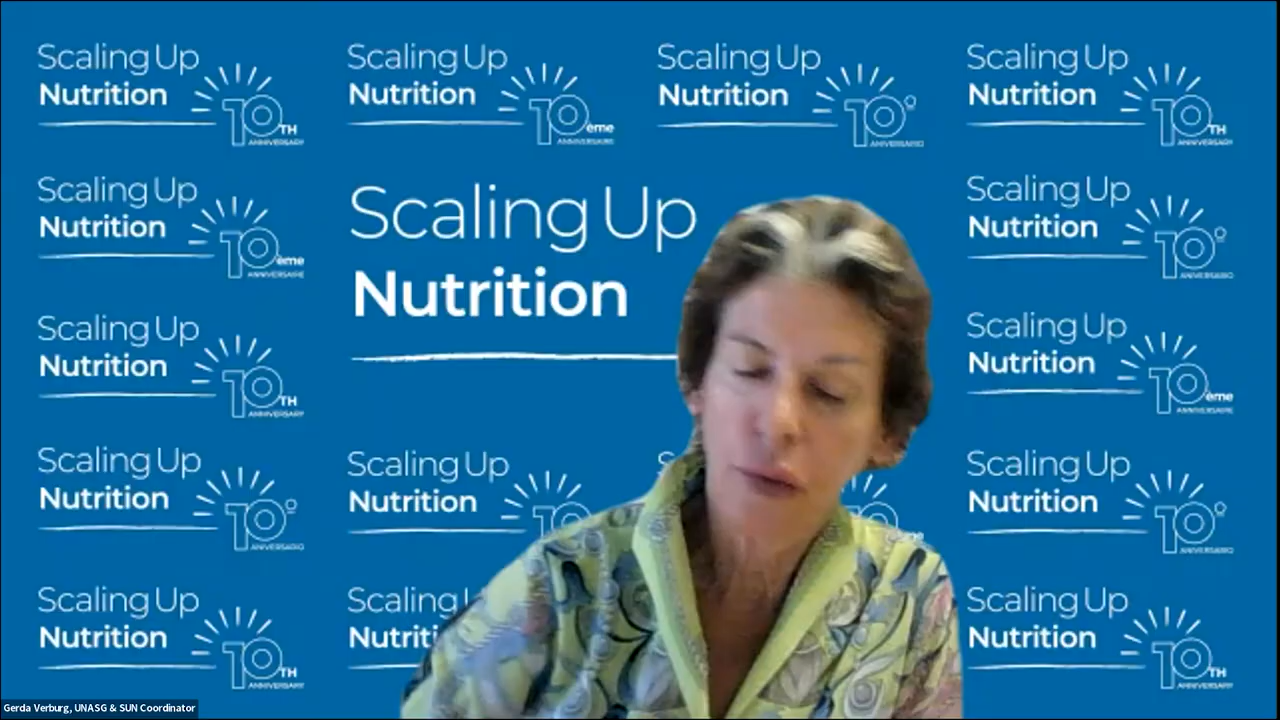 Scaling Up
Nutrition
10TH
ANNIVERSARY
Scaling Up
Nutrition
10ème
ANNIVERSAIRE
Scaling Up
Nutrition
10º
ANIVERSARIO
Scaling Up
Nutrition
10TH
ANNIVERSARY
Scaling Up
Nutrition
10ème
ANNIVERSAIRE
Scaling Up
Nutrition
Scaling Up
Nutrition
10º
ANIVERSARIO
Scaling Up
Nutrition
10TH
ANNIVERSARY
Scaling Up
Nutrition
10ème
ANNIVERSAIRE
Scaling Up
Nutrition
10º
ANIVERSARIO
Scaling Up
Nutrition
10
Scaling Up
Nutrition
10º
ANIVERSARIO
Scaling Up
Nutrition
10TH
ANNIVERSARY
Scaling
Nutriti
Scaling Up
Nutrition
10TH
ANNIVERSARY
Gerda Verburg, UNASG & SUN Coordinator